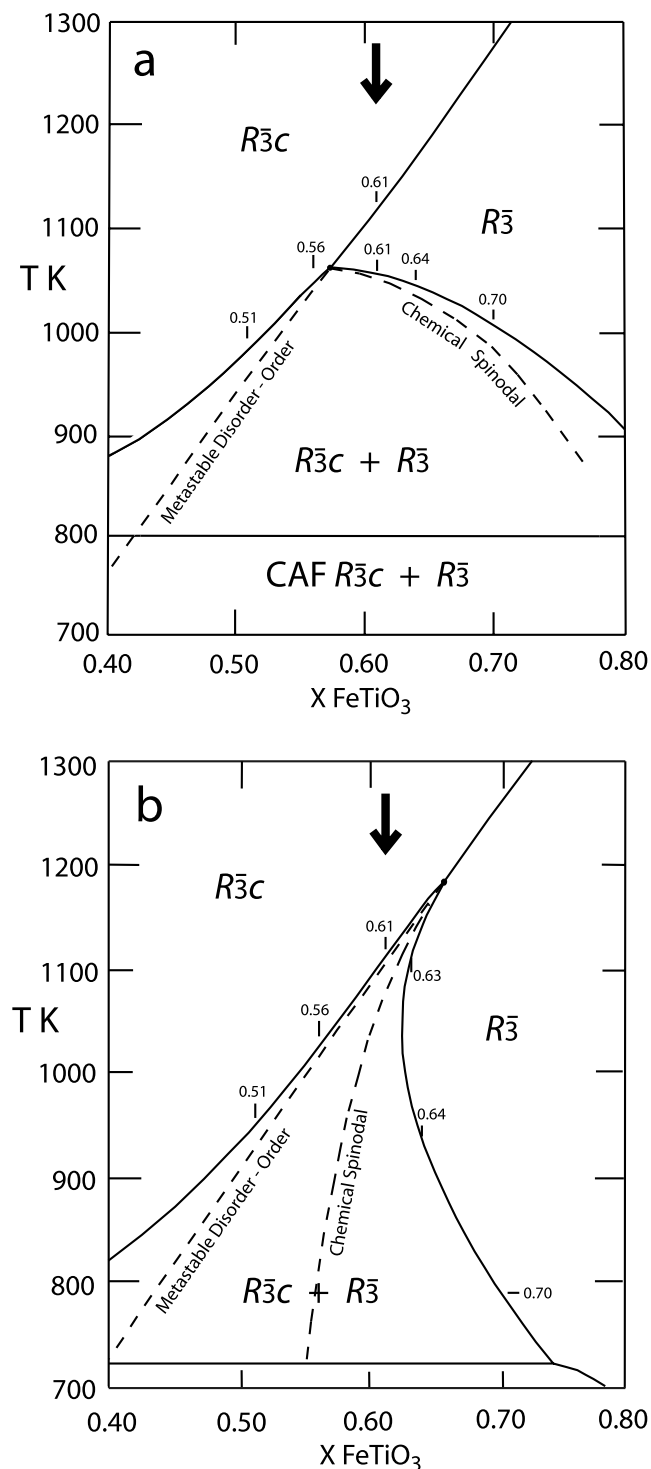 1300
a
1200
R3̄c
0.61
1100
R3̄
0.56
0.61
0.64
T K
0.70
0.51
1000
Chemical Spinodal
Metastable Disorder - Order
900
R3̄c + R3̄
800
CAF R3̄c + R3̄
700
0.40 0.50 0.60 0.70 0.80
X FeTiO₃
1300
b
1200
R3̄c
0.61
1100
0.63
0.56
T K
R3̄
1000
0.51
0.64
Chemical Spinodal
Metastable Disorder - Order
900
800
R3̄c + R3̄
0.70
700
0.40 0.50 0.60 0.70 0.80
X FeTiO₃